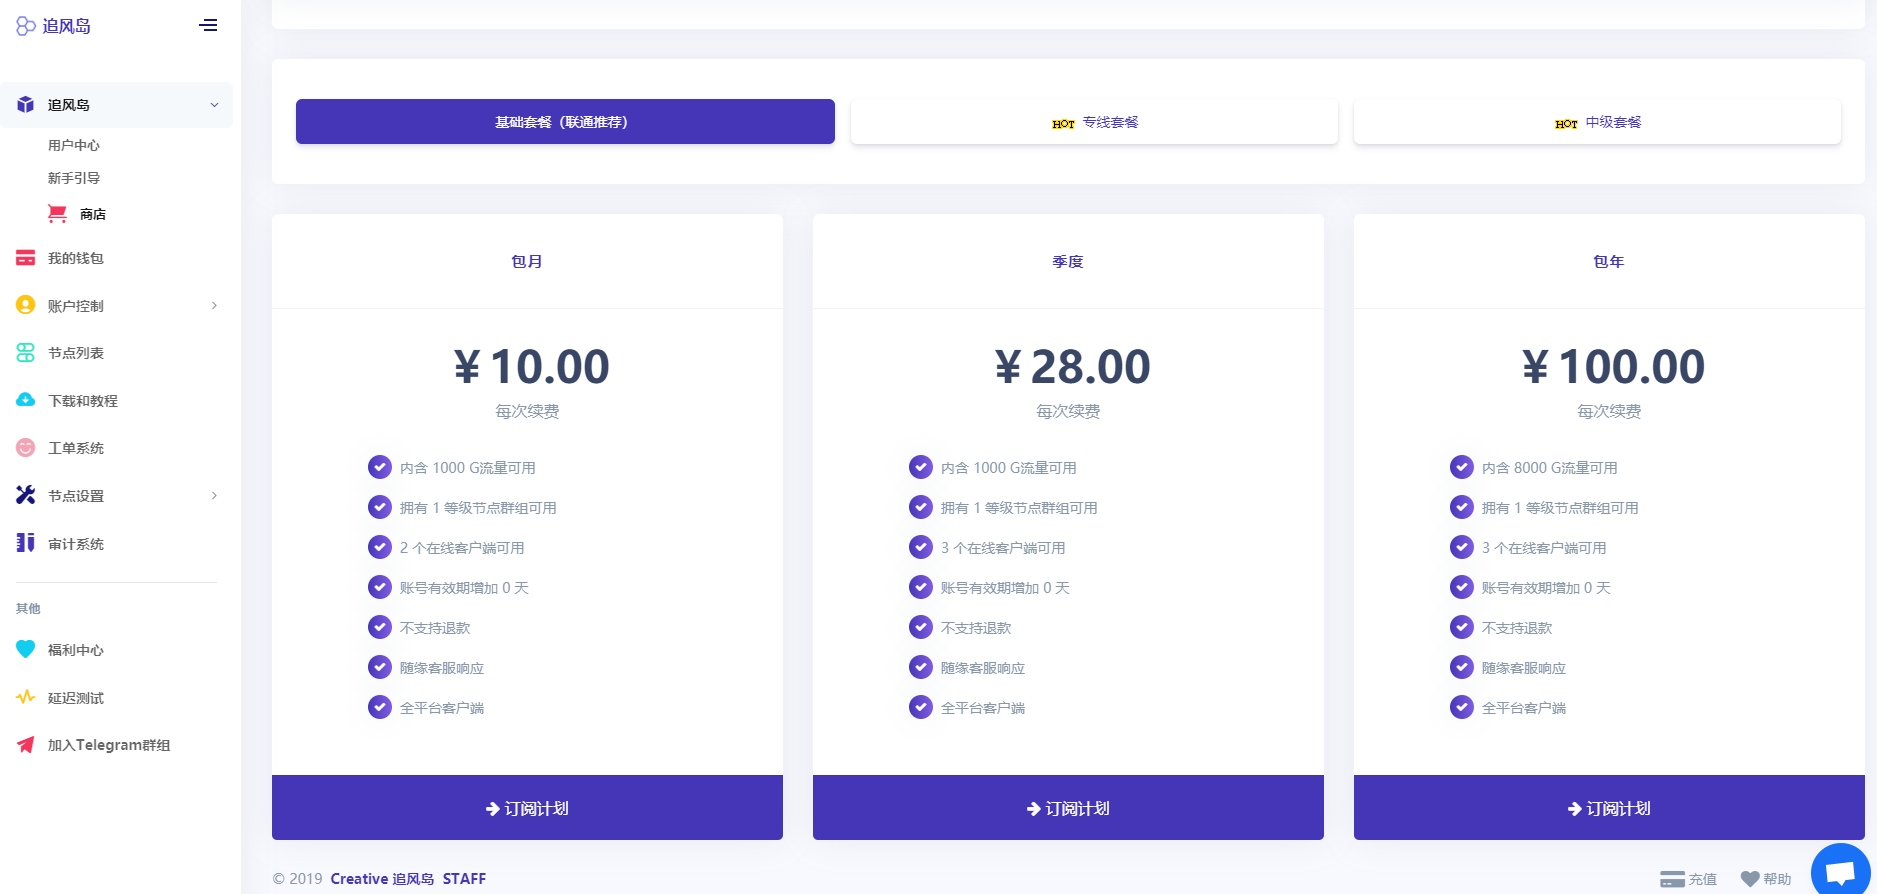 追风岛
追风岛
用户中心
新手引导
商店
我的钱包
账户控制
节点列表
下载和教程
工单系统
节点设置
审计系统
其他
福利中心
延迟测试
加入Telegram群组
基础套餐（联通推荐）
HOT 专线套餐
HOT 中级套餐
包月
¥ 10.00
每次续费
内含 1000 G流量可用
拥有 1 等级节点群组可用
2 个在线客户端可用
账号有效期增加 0 天
不支持退款
随缘客服响应
全平台客户端
订阅计划
季度
¥ 28.00
每次续费
内含 1000 G流量可用
拥有 1 等级节点群组可用
3 个在线客户端可用
账号有效期增加 0 天
不支持退款
随缘客服响应
全平台客户端
订阅计划
包年
¥ 100.00
每次续费
内含 8000 G流量可用
拥有 1 等级节点群组可用
3 个在线客户端可用
账号有效期增加 0 天
不支持退款
随缘客服响应
全平台客户端
订阅计划
© 2019 Creative 追风岛 STAFF
充值
帮助